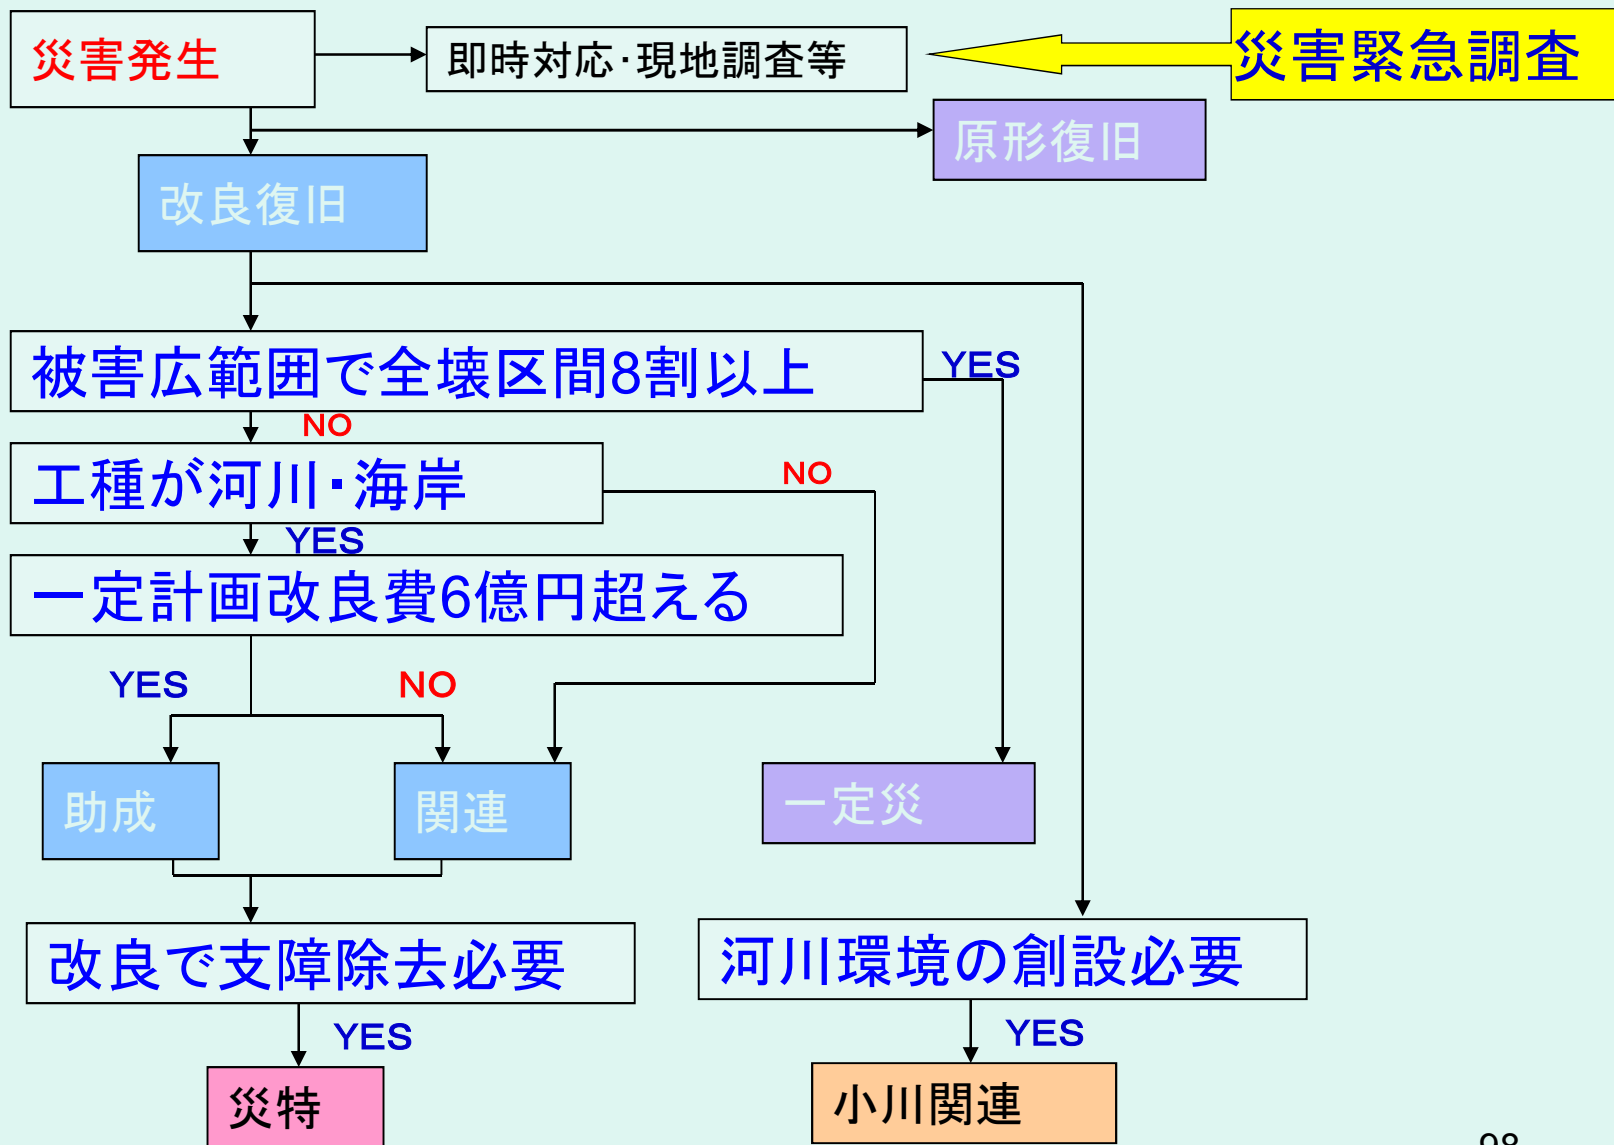 災害発生
即時対応・現地調査等
災害緊急調査
原形復旧
改良復旧
被害広範囲で全壊区間8割以上
YES
NO
工種が河川・海岸
NO
YES
一定計画改良費6億円超える
YES
NO
助成
関連
一定災
改良で支障除去必要
河川環境の創設必要
YES
YES
災特
小川関連
98